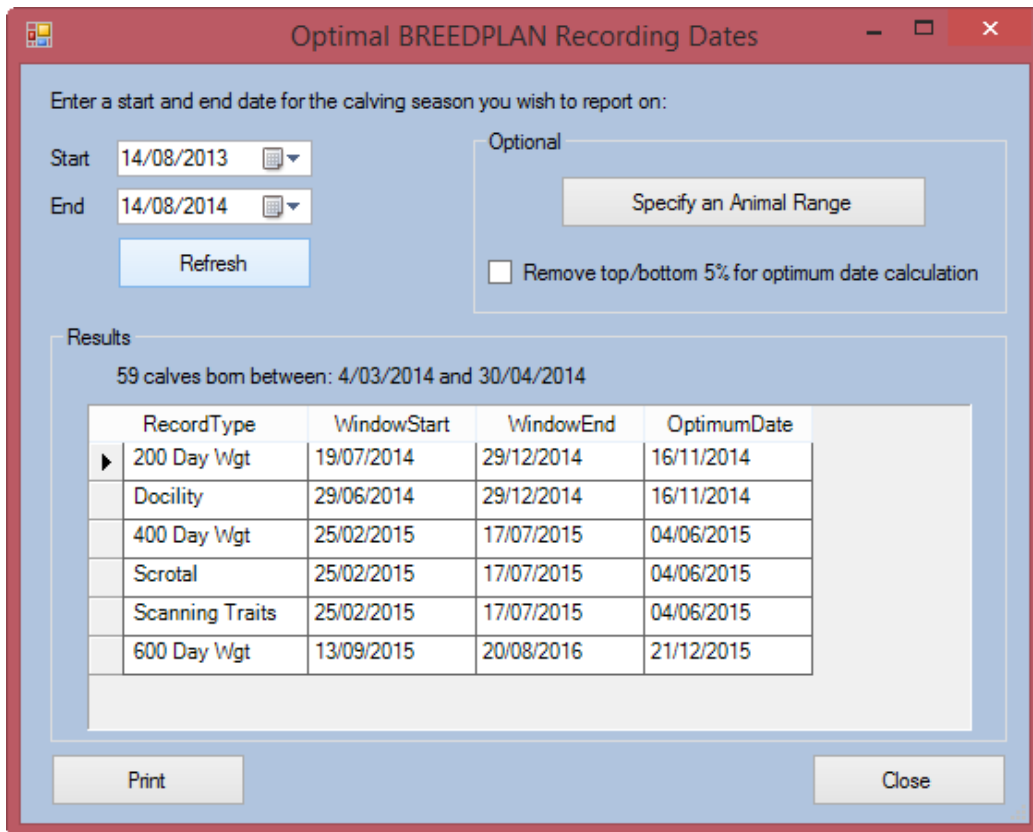 Optimal BREEDPLAN Recording Dates
Enter a start and end date for the calving season you wish to report on:
Start 14/08/2013
End 14/08/2014
Refresh
Optional
Specify an Animal Range
Remove top/bottom 5% for optimum date calculation
Results
59 calves born between: 4/03/2014 and 30/04/2014
RecordType WindowStart WindowEnd OptimumDate
200 Day Wgt 19/07/2014 29/12/2014 16/11/2014
Docility 29/06/2014 29/12/2014 16/11/2014
400 Day Wgt 25/02/2015 17/07/2015 04/06/2015
Scrotal 25/02/2015 17/07/2015 04/06/2015
Scanning Traits 25/02/2015 17/07/2015 04/06/2015
600 Day Wgt 13/09/2015 20/08/2016 21/12/2015
Print Close